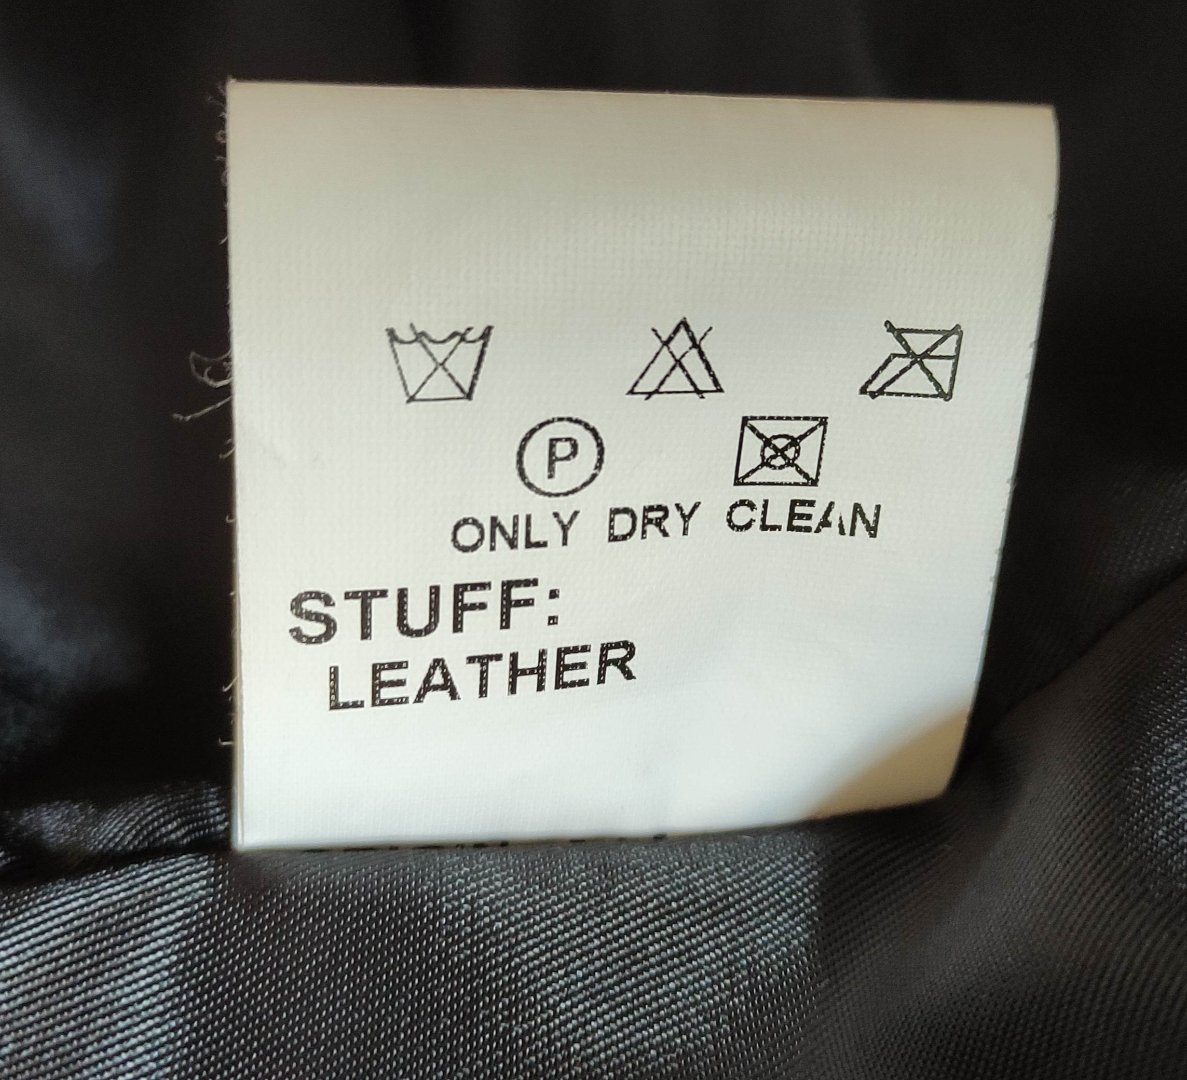 P
ONLY DRY CLEAN
STUFF:
LEATHER